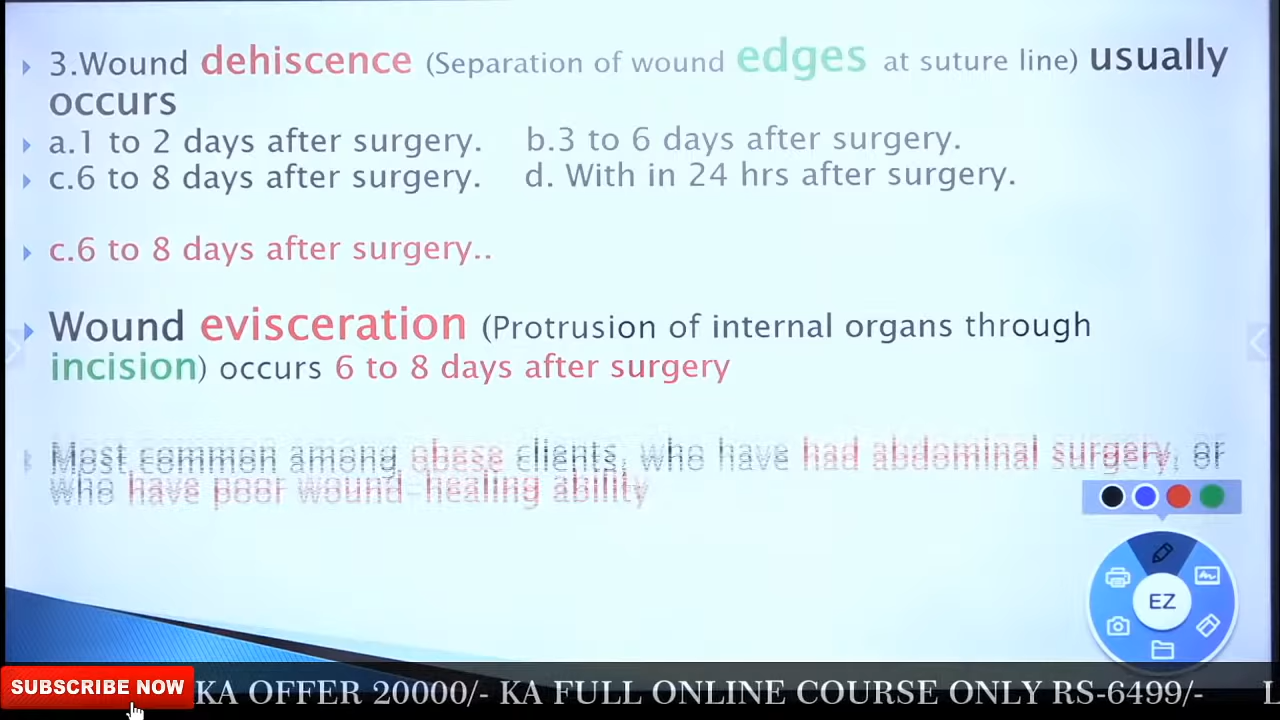 3.Wound dehiscence (Separation of wound edges at suture line) usually
occurs
a.1 to 2 days after surgery. b.3 to 6 days after surgery.
c.6 to 8 days after surgery. d. With in 24 hrs after surgery.
c.6 to 8 days after surgery..
Wound evisceration (Protrusion of internal organs through
incision) occurs 6 to 8 days after surgery
Most common among obese clients, who have had abdominal surgery, or
who have poor wound-healing ability
EZ
SUBSCRIBE NOW KA OFFER 20000/- KA FULL ONLINE COURSE ONLY RS-6499/-